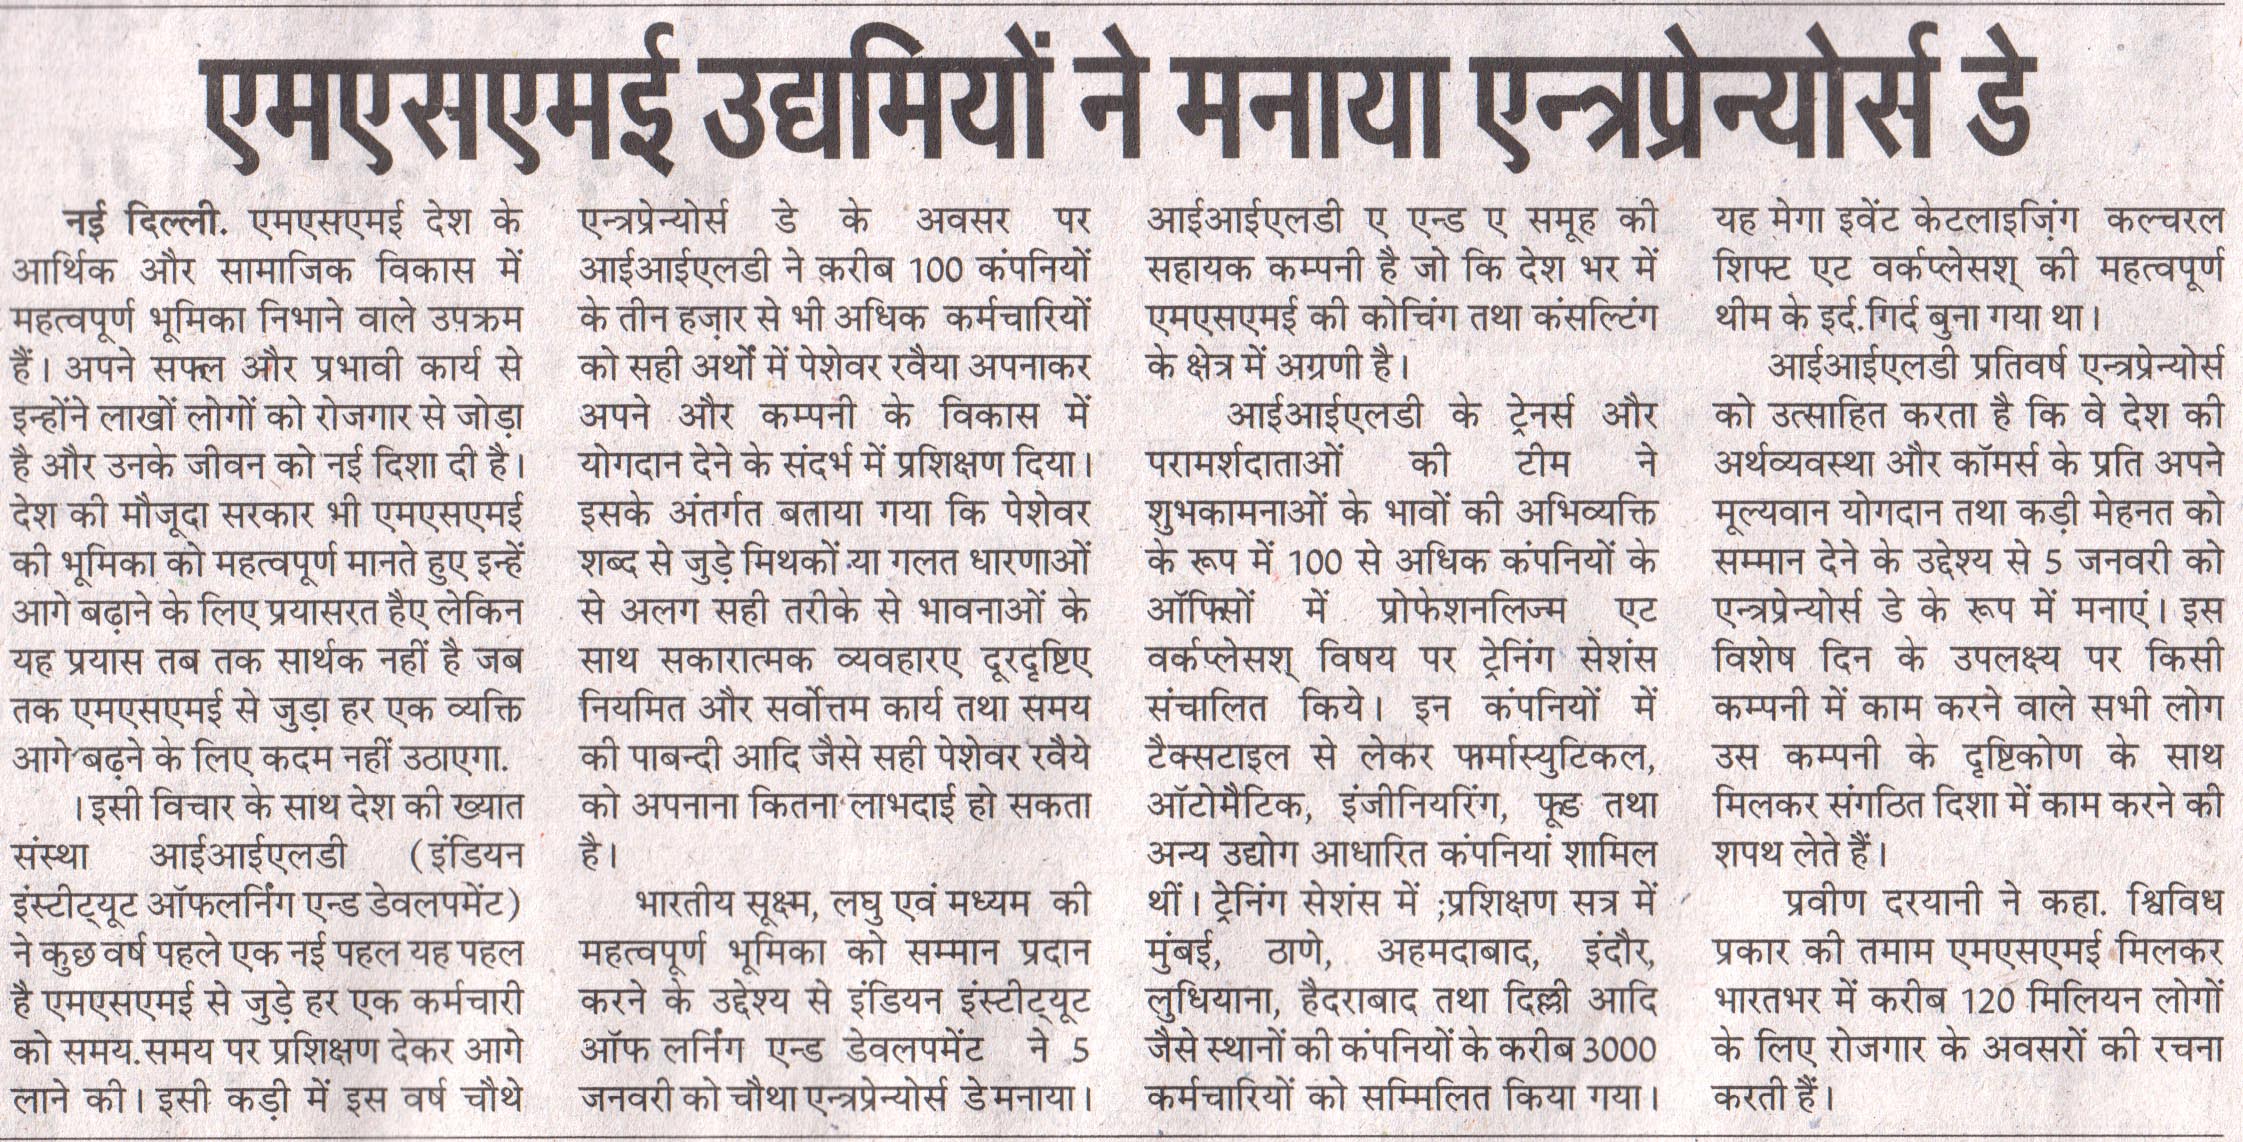 एमएसएमई उद्यमियों ने मनाया एन्त्रप्रेन्योर्स डे
नई दिल्ली. एमएसएमई देश के
आर्थिक और सामाजिक विकास में
महत्वपूर्ण भूमिका निभाने वाले उपक्रम
हैं। अपने सफ्ल और प्रभावी कार्य से
इन्होंने लाखों लोगों को रोजगार से जोड़ा
है और उनके जीवन को नई दिशा दी है।
देश की मौजूदा सरकार भी एमएसएमई
की भूमिका को महत्वपूर्ण मानते हुए इन्हें
आगे बढ़ाने के लिए प्रयासरत हैए लेकिन
यह प्रयास तब तक सार्थक नहीं है जब
तक एमएसएमई से जुड़ा हर एक व्यक्ति
आगे बढ़ने के लिए कदम नहीं उठाएगा.
।इसी विचार के साथ देश की ख्यात
संस्था आईआईएलडी (इंडियन
इंस्टीट्यूट ऑफलर्निंग एन्ड डेवलपमेंट)
ने कुछ वर्ष पहले एक नई पहल यह पहल
है एमएसएमई से जुड़े हर एक कर्मचारी
को समय.समय पर प्रशिक्षण देकर आगे
लाने की। इसी कड़ी में इस वर्ष चौथे
एन्त्रप्रेन्योर्स डे के अवसर पर
आईआईएलडी ने क़रीब 100 कंपनियों
के तीन हज़ार से भी अधिक कर्मचारियों
को सही अर्थों में पेशेवर रवैया अपनाकर
अपने और कम्पनी के विकास में
योगदान देने के संदर्भ में प्रशिक्षण दिया।
इसके अंतर्गत बताया गया कि पेशेवर
शब्द से जुड़े मिथकों या गलत धारणाओं
से अलग सही तरीके से भावनाओं के
साथ सकारात्मक व्यवहारए दूरदृष्टिए
नियमित और सर्वोत्तम कार्य तथा समय
की पाबन्दी आदि जैसे सही पेशेवर रवैये
को अपनाना कितना लाभदाई हो सकता
है।
भारतीय सूक्ष्म, लघु एवं मध्यम की
महत्वपूर्ण भूमिका को सम्मान प्रदान
करने के उद्देश्य से इंडियन इंस्टीट्यूट
ऑफ लर्निंग एन्ड डेवलपमेंट ने 5
जनवरी को चौथा एन्त्रप्रेन्योर्स डे मनाया।
आईआईएलडी ए एन्ड ए समूह की
सहायक कम्पनी है जो कि देश भर में
एमएसएमई की कोचिंग तथा कंसल्टिंग
के क्षेत्र में अग्रणी है।
आईआईएलडी के ट्रेनर्स और
परामर्शदाताओं की टीम ने
शुभकामनाओं के भावों की अभिव्यक्ति
के रूप में 100 से अधिक कंपनियों के
ऑफ्सिों में प्रोफेशनलिज्म एट
वर्कप्लेसश् विषय पर ट्रेनिंग सेशंस
संचालित किये। इन कंपनियों में
टैक्सटाइल से लेकर फार्मास्युटिकल,
ऑटोमैटिक, इंजीनियरिंग, फूड तथा
अन्य उद्योग आधारित कंपनियां शामिल
थीं। ट्रेनिंग सेशंस में ;प्रशिक्षण सत्र में
मुंबई, ठाणे, अहमदाबाद, इंदौर,
लुधियाना, हैदराबाद तथा दिल्ली आदि
जैसे स्थानों की कंपनियों के करीब 3000
कर्मचारियों को सम्मिलित किया गया।
यह मेगा इवेंट केटलाइज़िंग कल्चरल
शिफ्ट एट वर्कप्लेसश् की महत्वपूर्ण
थीम के इर्द.गिर्द बुना गया था।
आईआईएलडी प्रतिवर्ष एन्त्रप्रेन्योर्स
को उत्साहित करता है कि वे देश की
अर्थव्यवस्था और कॉमर्स के प्रति अपने
मूल्यवान योगदान तथा कड़ी मेहनत को
सम्मान देने के उद्देश्य से 5 जनवरी को
एन्त्रप्रेन्योर्स डे के रूप में मनाएं। इस
विशेष दिन के उपलक्ष्य पर किसी
कम्पनी में काम करने वाले सभी लोग
उस कम्पनी के दृष्टिकोण के साथ
मिलकर संगठित दिशा में काम करने की
शपथ लेते हैं।
प्रवीण दरयानी ने कहा. श्विविध
प्रकार की तमाम एमएसएमई मिलकर
भारतभर में करीब 120 मिलियन लोगों
के लिए रोजगार के अवसरों की रचना
करती हैं।